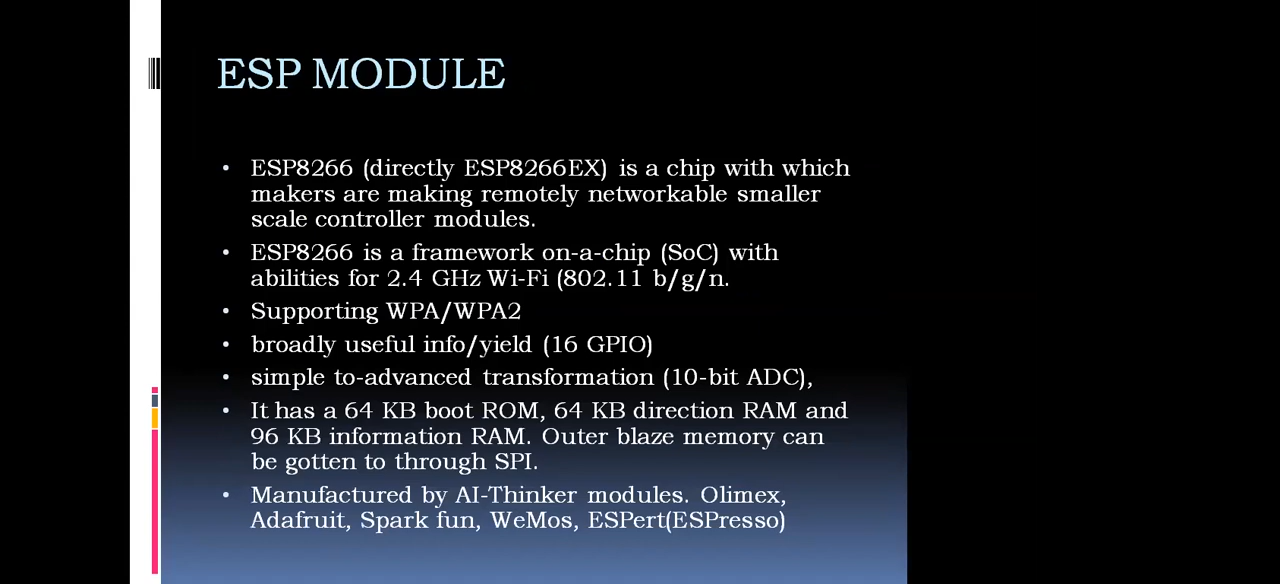 ESP MODULE
• ESP8266 (directly ESP8266EX) is a chip with which
makers are making remotely networkable smaller
scale controller modules.
• ESP8266 is a framework on-a-chip (SoC) with
abilities for 2.4 GHz Wi-Fi (802.11 b/g/n.
• Supporting WPA/WPA2
• broadly useful info/yield (16 GPIO)
• simple to-advanced transformation (10-bit ADC),
• It has a 64 KB boot ROM, 64 KB direction RAM and
96 KB information RAM. Outer blaze memory can
be gotten to through SPI.
• Manufactured by AI-Thinker modules. Olimex,
Adafruit, Spark fun, WeMos, ESPert(ESPresso)